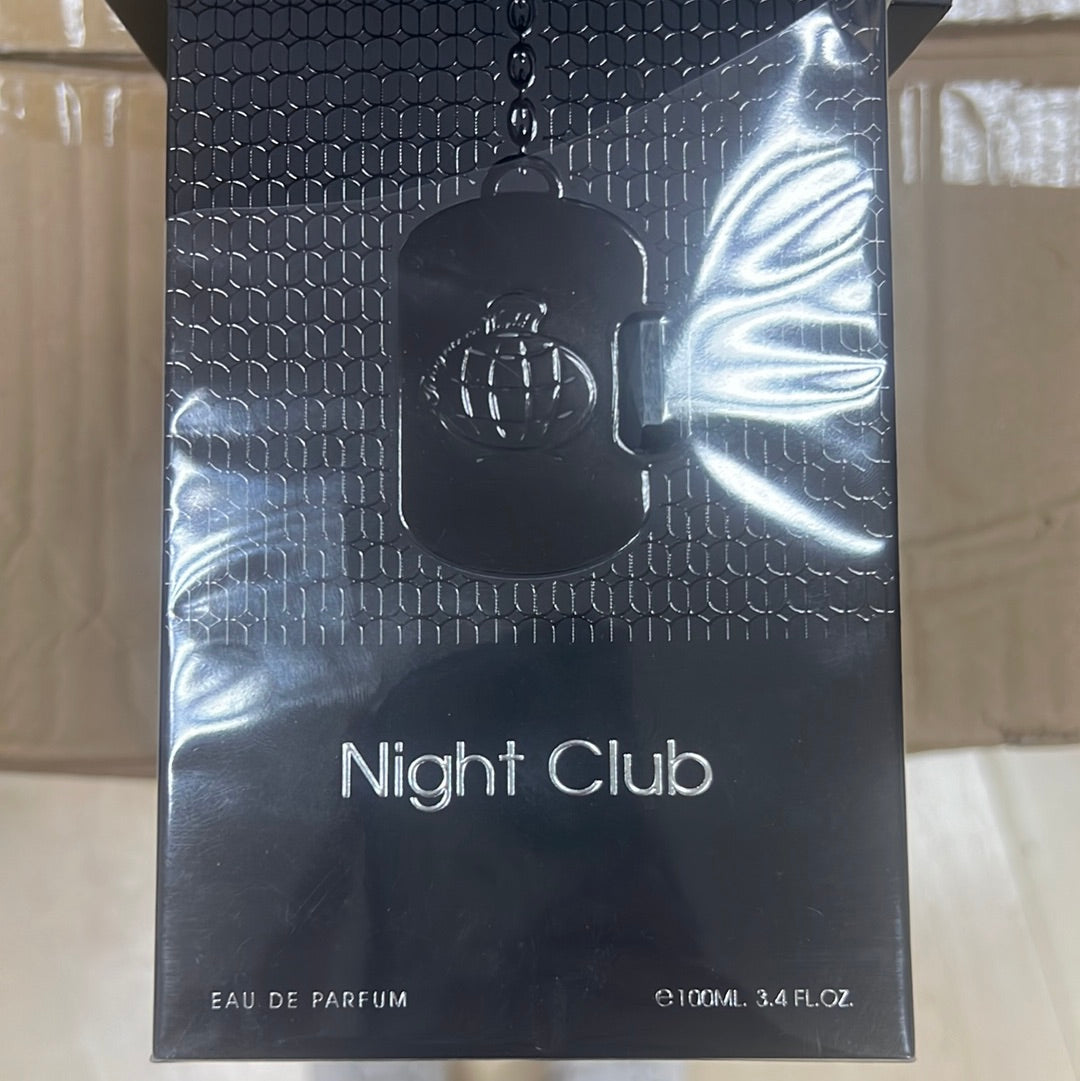 Night Club
EAU DE PARFUM
℮100ML. 3.4 FL.OZ.